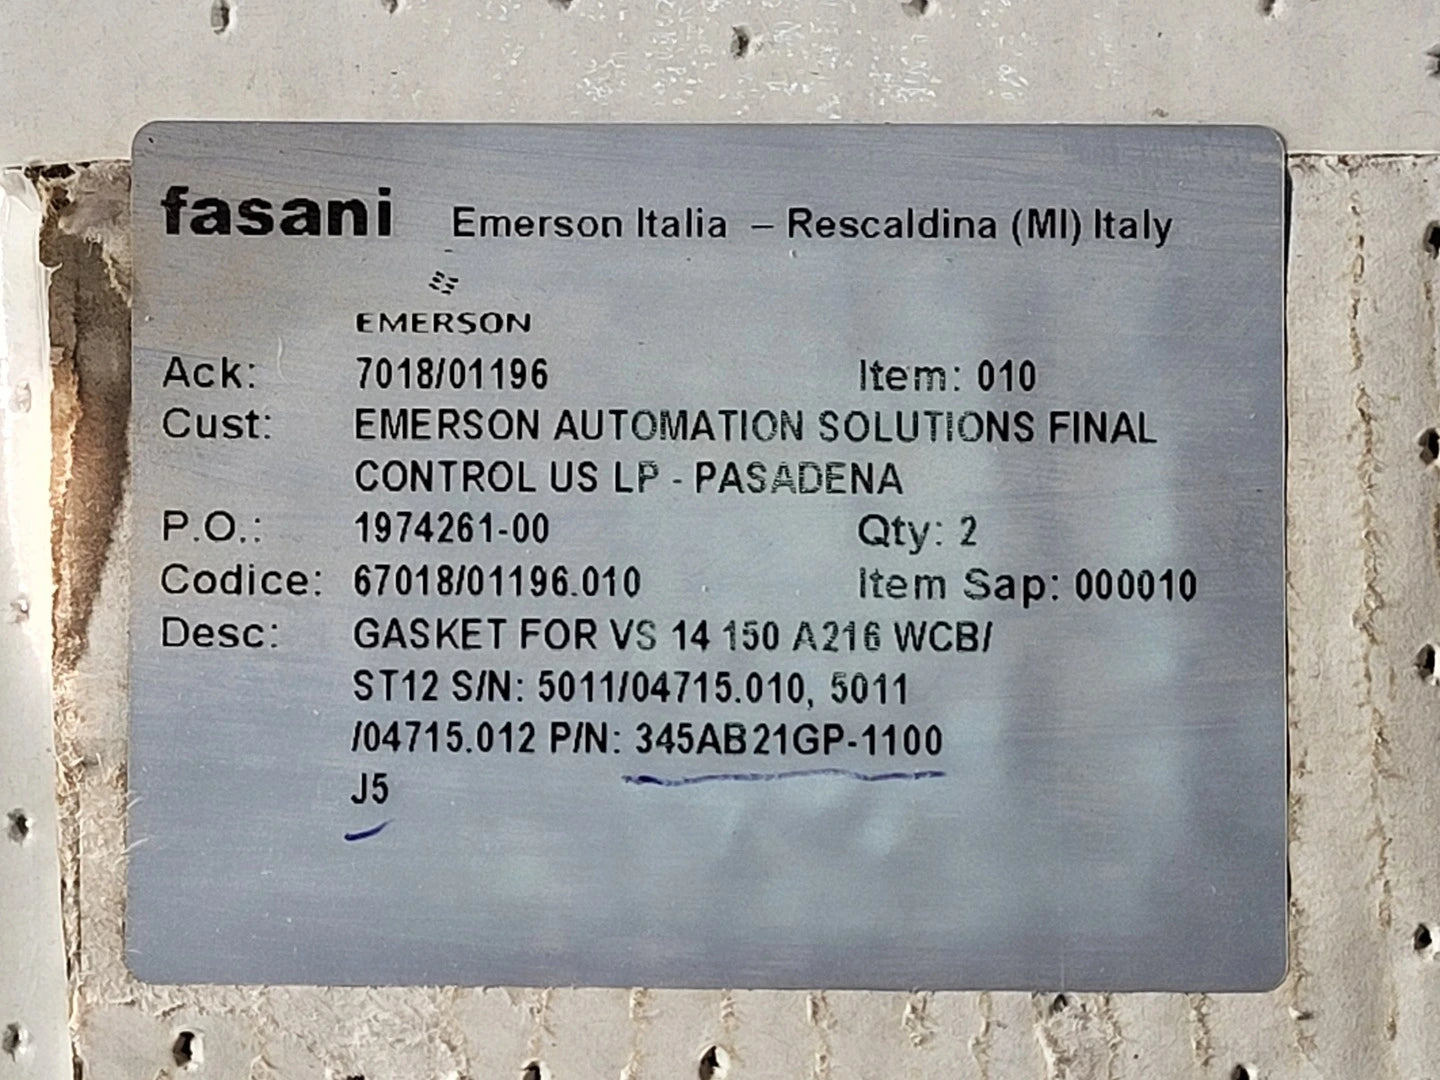 fasani Emerson Italia – Rescaldina (MI) Italy
EMERSON
Ack: 7018/01196 Item: 010
Cust: EMERSON AUTOMATION SOLUTIONS FINAL
CONTROL US LP - PASADENA
P.O.: 1974261-00 Qty: 2
Codice: 67018/01196.010 Item Sap: 000010
Desc: GASKET FOR VS 14 150 A216 WCB/
ST12 S/N: 5011/04715.010, 5011
/04715.012 P/N: 345AB21GP-1100
J5